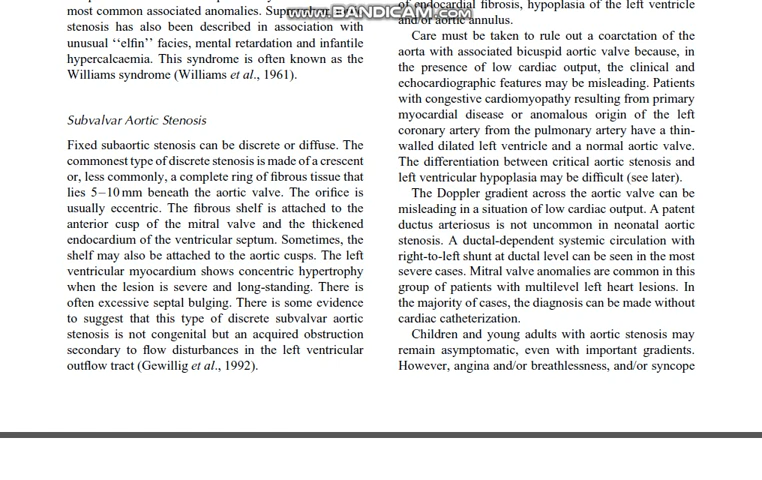 most common associated anomalies.
stenosis has also been described in association with
unusual ‘‘elfin’’ facies, mental retardation and infantile
hypercalcaemia. This syndrome is often known as the
Williams syndrome (Williams et al., 1961).
Subvalvar Aortic Stenosis
Fixed subaortic stenosis can be discrete or diffuse. The
commonest type of discrete stenosis is made of a crescent
or, less commonly, a complete ring of fibrous tissue that
lies 5–10 mm beneath the aortic valve. The orifice is
usually eccentric. The fibrous shelf is attached to the
anterior cusp of the mitral valve and the thickened
endocardium of the ventricular septum. Sometimes, the
shelf may also be attached to the aortic cusps. The left
ventricular myocardium shows concentric hypertrophy
when the lesion is severe and long-standing. There is
often excessive septal bulging. There is some evidence
to suggest that this type of discrete subvalvar aortic
stenosis is not congenital but an acquired obstruction
secondary to flow disturbances in the left ventricular
outflow tract (Gewillig et al., 1992).
www.BANDICAM.com
of endocardial fibrosis, hypoplasia of the left ventricle
and/or aortic annulus.
Care must be taken to rule out a coarctation of the
aorta with associated bicuspid aortic valve because, in
the presence of low cardiac output, the clinical and
echocardiographic features may be misleading. Patients
with congestive cardiomyopathy resulting from primary
myocardial disease or anomalous origin of the left
coronary artery from the pulmonary artery have a thin-
walled dilated left ventricle and a normal aortic valve.
The differentiation between critical aortic stenosis and
left ventricular hypoplasia may be difficult (see later).
The Doppler gradient across the aortic valve can be
misleading in a situation of low cardiac output. A patent
ductus arteriosus is not uncommon in neonatal aortic
stenosis. A ductal-dependent systemic circulation with
right-to-left shunt at ductal level can be seen in the most
severe cases. Mitral valve anomalies are common in this
group of patients with multilevel left heart lesions. In
the majority of cases, the diagnosis can be made without
cardiac catheterization.
Children and young adults with aortic stenosis may
remain asymptomatic, even with important gradients.
However, angina and/or breathlessness, and/or syncope